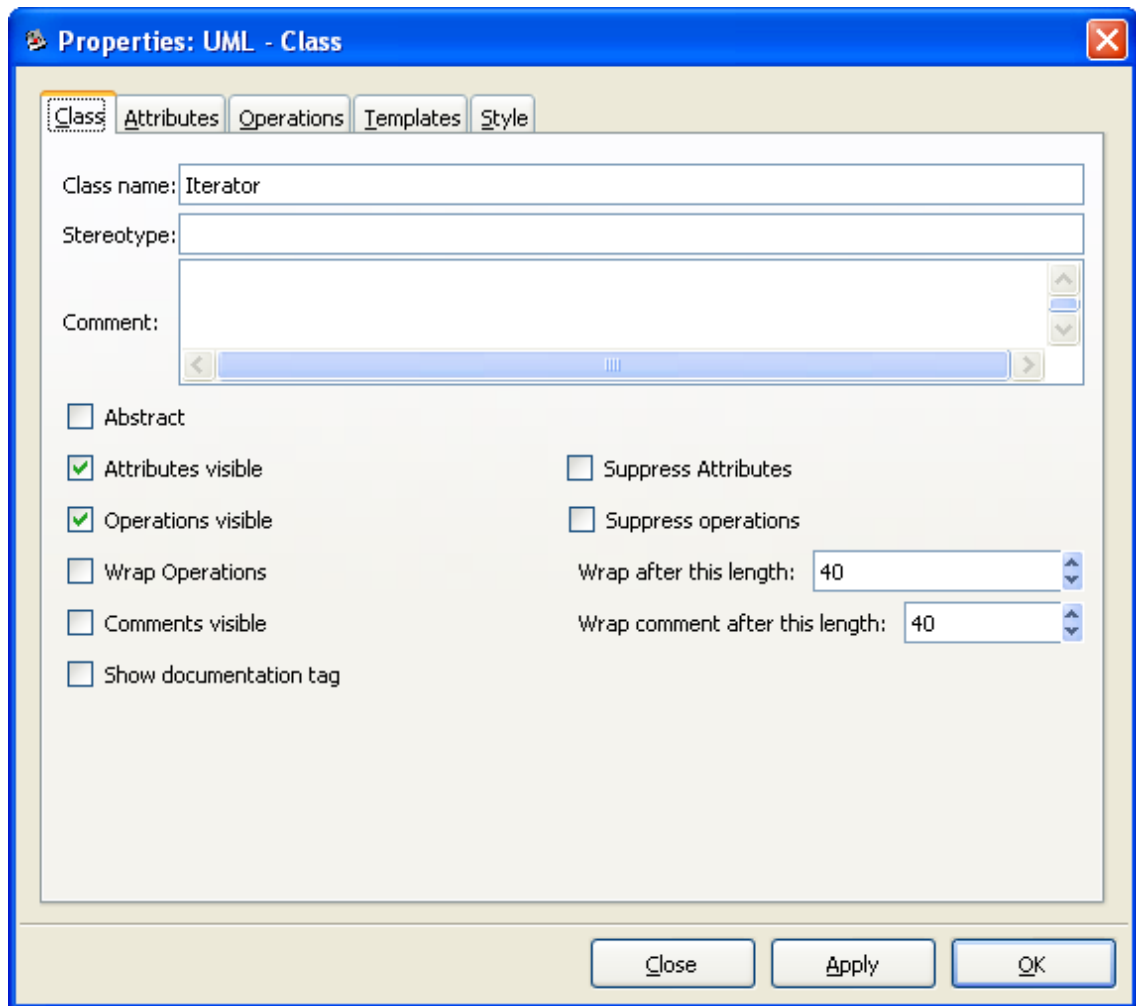 Properties: UML - Class
Class Attributes Operations Templates Style
Class name: Iterator
Stereotype:
Comment:
Abstract
Attributes visible Suppress Attributes
Operations visible Suppress operations
Wrap Operations Wrap after this length: 40
Comments visible Wrap comment after this length: 40
Show documentation tag
Close Apply OK